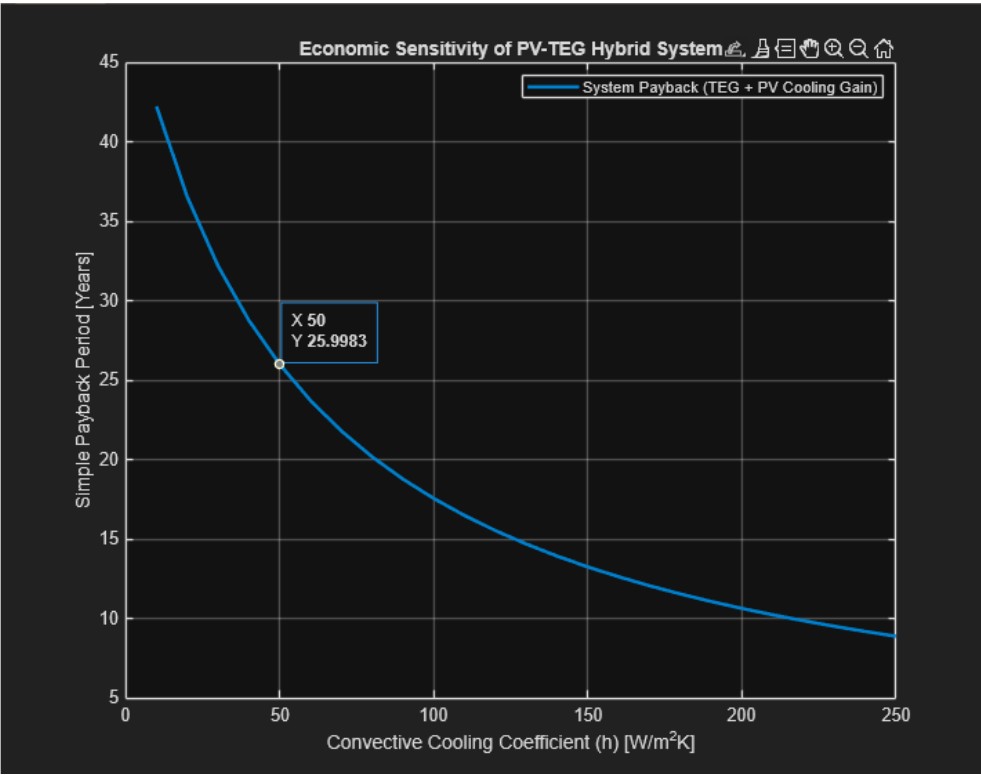 Economic Sensitivity of PV-TEG Hybrid System
System Payback (TEG + PV Cooling Gain)
45
40
35
30
25
20
15
10
5
Simple Payback Period [Years]
X 50
Y 25.9983
0
50
100
150
200
250
Convective Cooling Coefficient (h) [W/m²K]